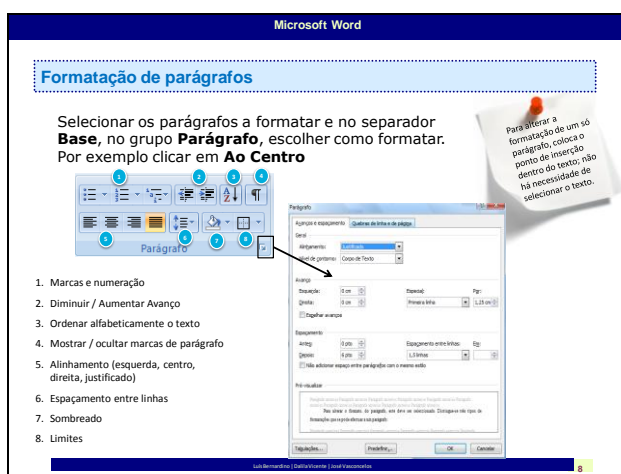 Microsoft Word
Formatação de parágrafos
Selecionar os parágrafos a formatar e no separador
Base, no grupo Parágrafo, escolher como formatar.
Por exemplo clicar em Ao Centro
Para alterar a
formatação de um só
parágrafo, coloca o
ponto de inserção
dentro do texto; não
há necessidade de
selecionar o texto.
1 2 3 4
5 6 7 8
Parágrafo
1. Marcas e numeração
2. Diminuir / Aumentar Avanço
3. Ordenar alfabeticamente o texto
4. Mostrar / ocultar marcas de parágrafo
5. Alinhamento (esquerda, centro,
direita, justificado)
6. Espaçamento entre linhas
7. Sombreado
8. Limites
Parágrafo
Avanços e espaçamento Quebras de linha e de página
Geral
Alinhamento: Justificado
Nível de contorno: Corpo de Texto
Avanço
Esquerda: 0 cm Especial: Por:
Direita: 0 cm Primeira linha 1,25 cm
Espelhar avanços
Espaçamento
Antes: 0 pto Espaçamento entre linhas: Em:
Depois: 6 pto 1,5 linhas
Não adicionar espaço entre parágrafos com o mesmo estilo
Pré-visualizar
Tabulações... Predefinir... OK Cancelar
Luís Bernardino | Dalila Vicente | José Vasconcelos
8